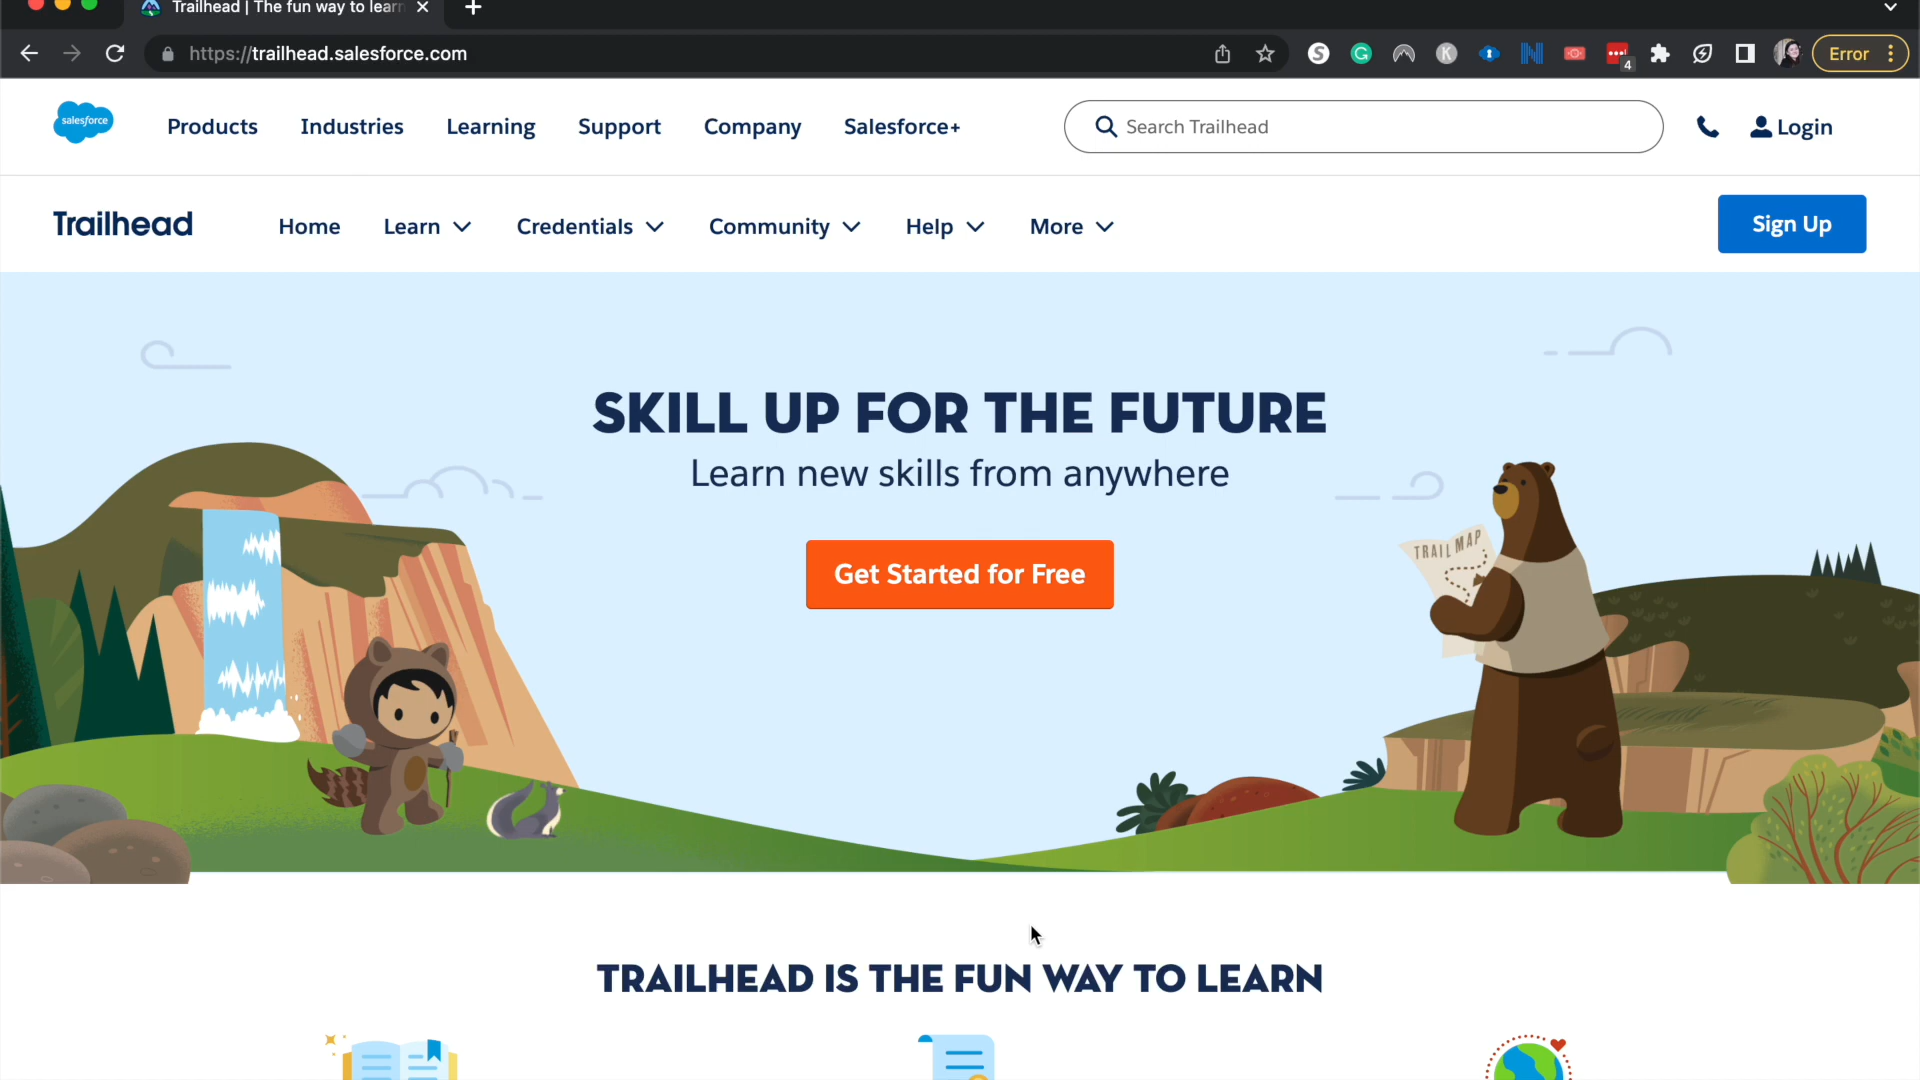 Trailhead | The fun way to learn
https://trailhead.salesforce.com
4
Error
salesforce
Products
Industries
Learning
Support
Company
Salesforce+
Search Trailhead
Login
Trailhead
Home
Learn
Credentials
Community
Help
More
Sign Up
SKILL UP FOR THE FUTURE
Learn new skills from anywhere
Get Started for Free
TRAIL MAP
TRAILHEAD IS THE FUN WAY TO LEARN